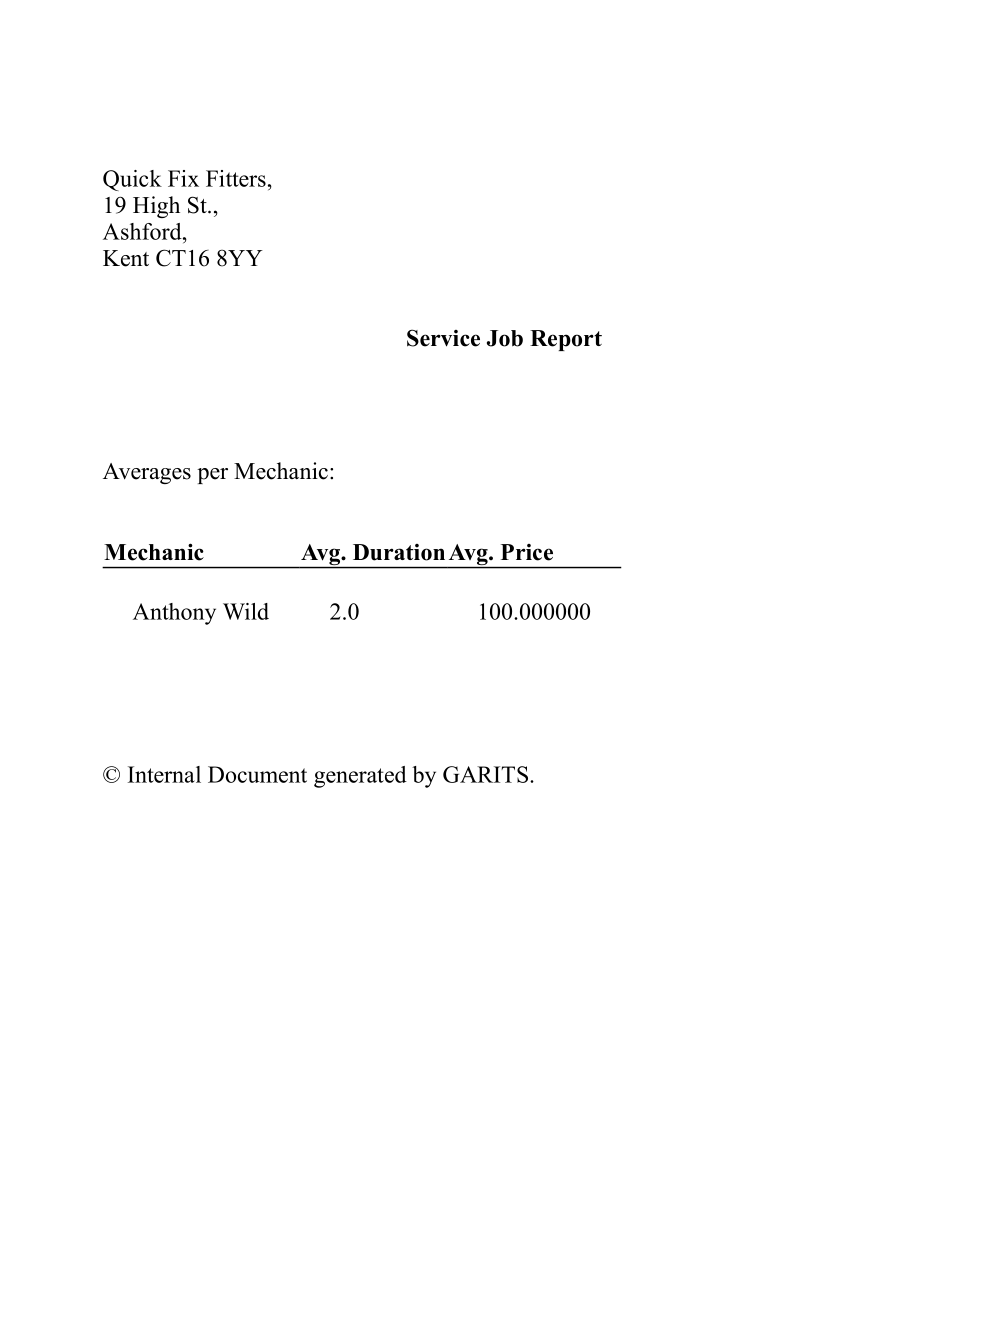 Quick Fix Fitters,
19 High St.,
Ashford,
Kent CT16 8YY
Service Job Report
Averages per Mechanic:
Mechanic Avg. Duration Avg. Price
Anthony Wild 2.0 100.000000
© Internal Document generated by GARITS.